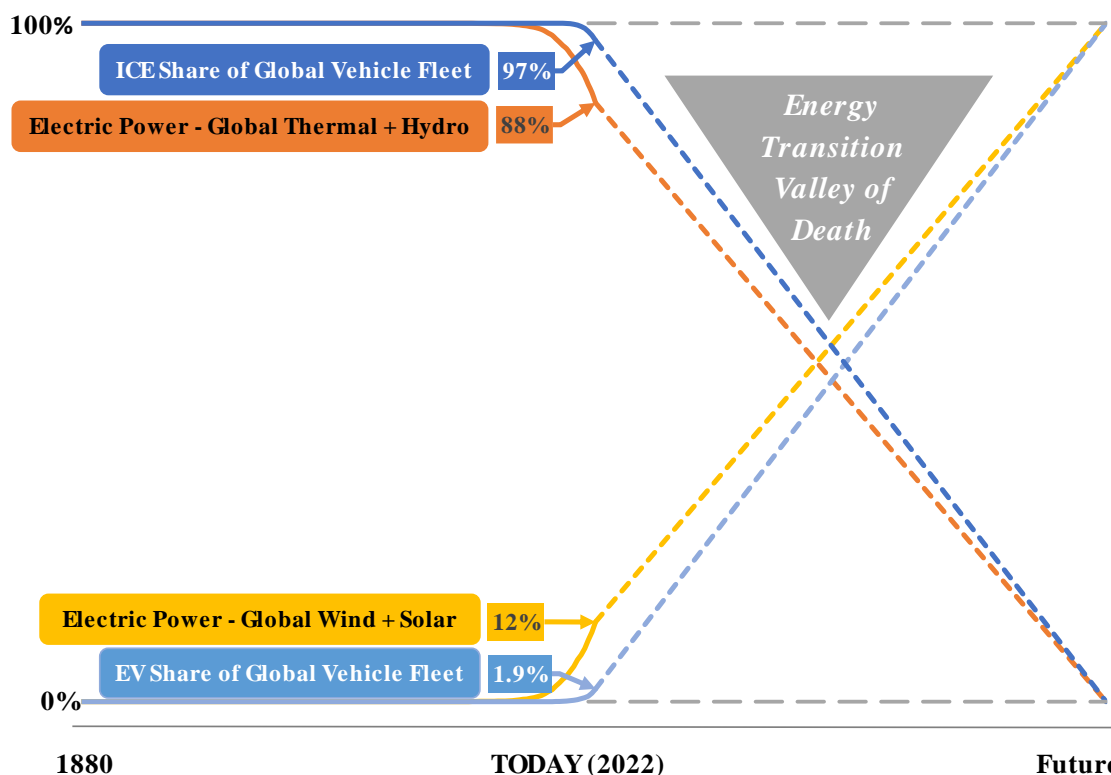 100%
ICE Share of Global Vehicle Fleet 97%
Electric Power - Global Thermal + Hydro 88%
Energy
Transition
Valley of
Death
Electric Power - Global Wind + Solar 12%
EV Share of Global Vehicle Fleet 1.9%
0%
1880 TODAY (2022) Future